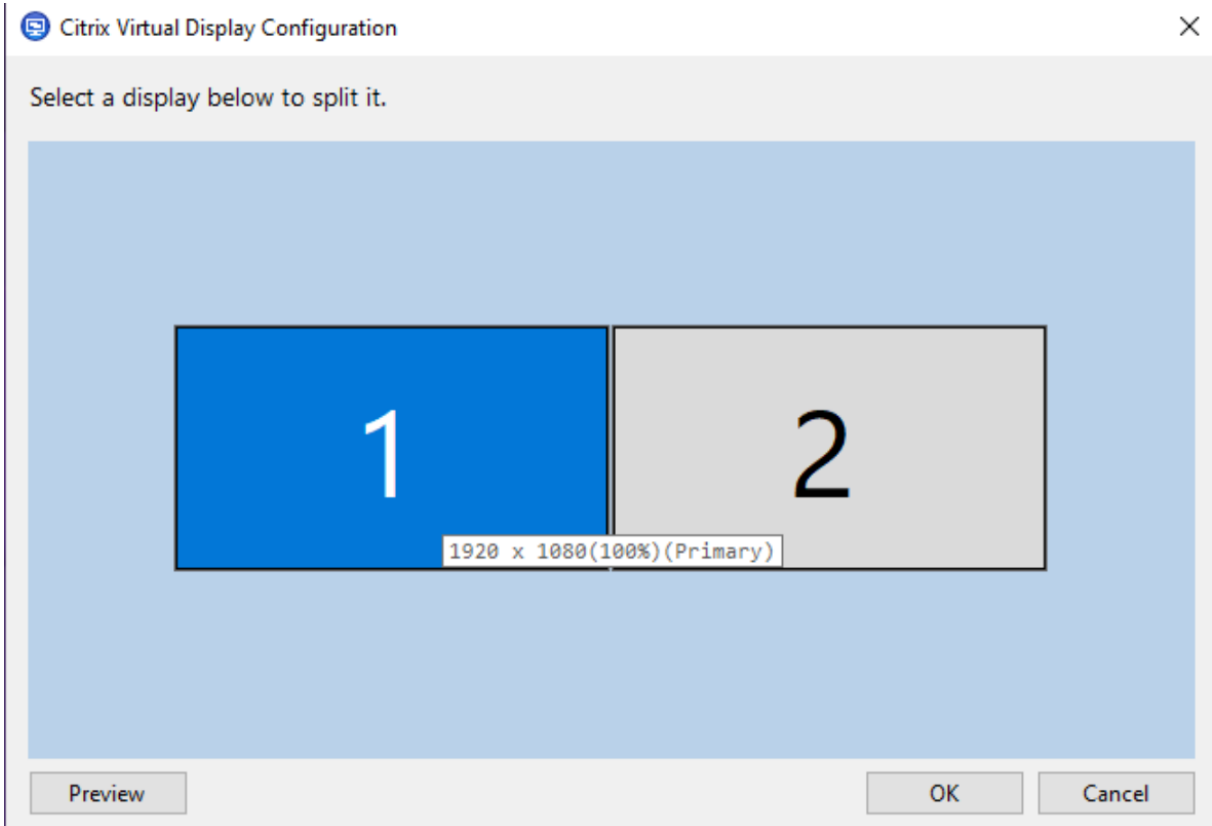 Citrix Virtual Display Configuration
Select a display below to split it.
1 2
1920 x 1080(100%)(Primary)
Preview OK Cancel